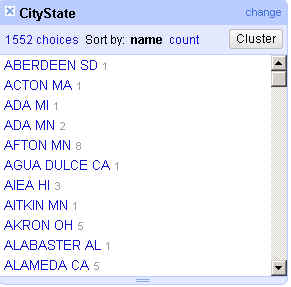 CityState change
1552 choices Sort by: name count Cluster
ABERDEEN SD 1
ACTON MA 1
ADA MI 1
ADA MN 2
AFTON MN 8
AGUA DULCE CA 1
AIEA HI 3
AITKIN MN 1
AKRON OH 5
ALABASTER AL 1
ALAMEDA CA 5